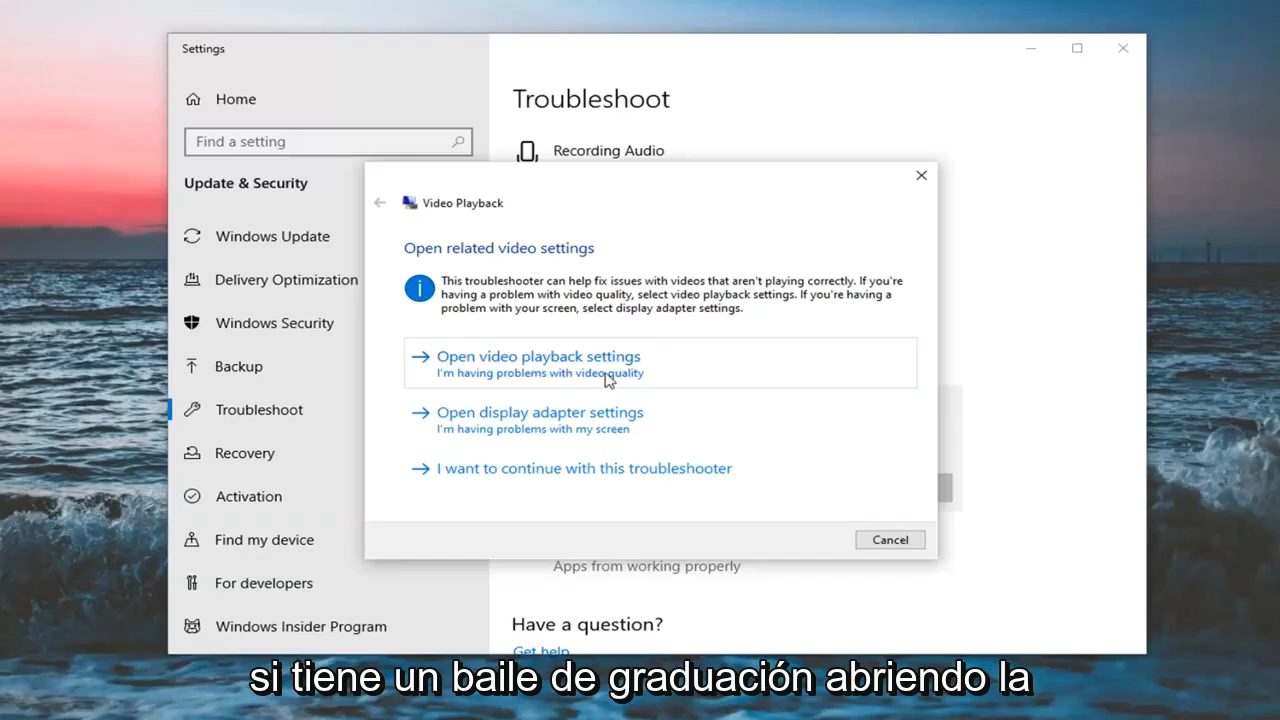 Settings
Home
Find a setting
Update & Security
Windows Update
Delivery Optimization
Windows Security
Backup
Troubleshoot
Recovery
Activation
Find my device
For developers
Windows Insider Program
Troubleshoot
Recording Audio
Video Playback
Open related video settings
This troubleshooter can help fix issues with videos that aren't playing correctly. If you're
having a problem with video quality, select video playback settings. If you're having a
problem with your screen, select display adapter settings.
Open video playback settings
I'm having problems with video quality
Open display adapter settings
I'm having problems with my screen
I want to continue with this troubleshooter
Cancel
Apps from working properly
Have a question?
Get help
si tiene un baile de graduación abriendo la